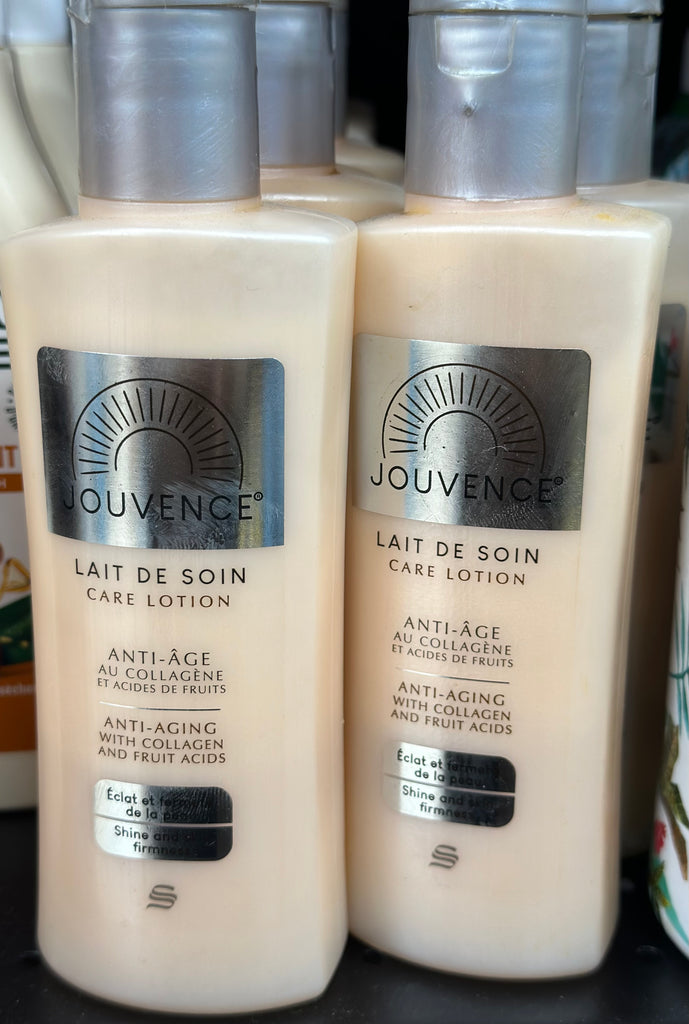 JOUVENCE®
LAIT DE SOIN
CARE LOTION
ANTI-ÂGE
AU COLLAGÈNE
ET ACIDES DE FRUITS
ANTI-AGING
WITH COLLAGEN
AND FRUIT ACIDS
Éclat et fermeté
de la peau
Shine and
firmness
JOUVENCE®
LAIT DE SOIN
CARE LOTION
ANTI-ÂGE
AU COLLAGÈNE
ET ACIDES DE FRUITS
ANTI-AGING
WITH COLLAGEN
AND FRUIT ACIDS
Éclat et fermeté
de la peau
Shine and
firmness